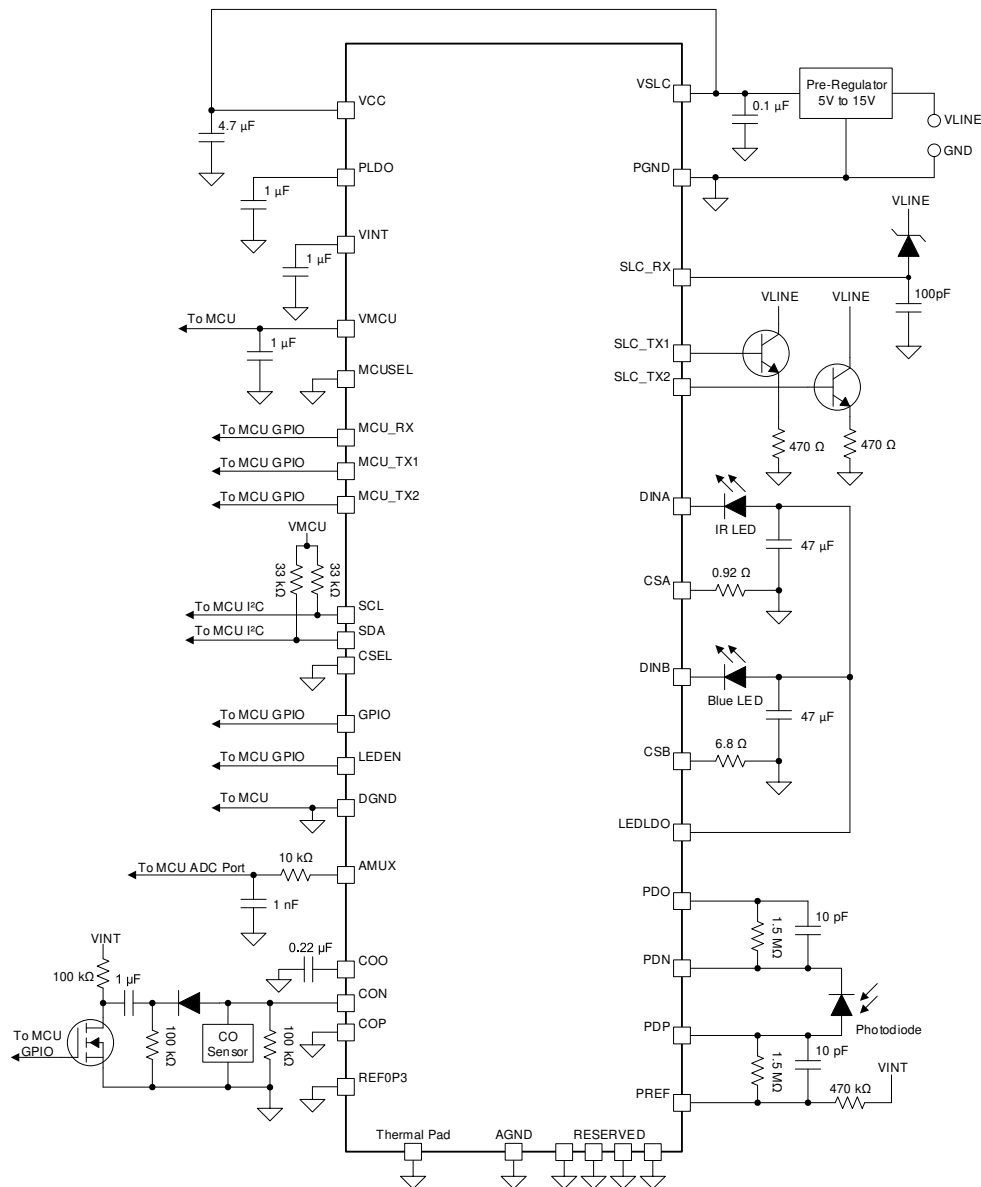 VCC
4.7 µF
PLDO
1 µF
VINT
1 µF
To MCU
VMCU
1 µF
MCUSEL
To MCU GPIO
MCU_RX
To MCU GPIO
MCU_TX1
To MCU GPIO
MCU_TX2
VMCU
33 kΩ
33 kΩ
To MCU I²C
SCL
To MCU I²C
SDA
CSEL
To MCU GPIO
GPIO
To MCU GPIO
LEDEN
To MCU
DGND
To MCU ADC Port
10 kΩ
AMUX
1 nF
0.22 µF
COO
VINT
100 kΩ
1 µF
CON
To MCU
GPIO
100 kΩ
CO
Sensor
100 kΩ
COP
REF0P3
Thermal Pad
AGND
RESERVED
VSLC
0.1 µF
Pre-Regulator
5V to 15V
VLINE
GND
PGND
VLINE
SLC_RX
100pF
VLINE
VLINE
SLC_TX1
SLC_TX2
470 Ω
470 Ω
DINA
IR LED
47 µF
CSA
0.92 Ω
DINB
Blue LED
47 µF
CSB
6.8 Ω
LEDLDO
PDO
1.5 MΩ
10 pF
PDN
Photodiode
PDP
1.5 MΩ
10 pF
PREF
470 kΩ
VINT